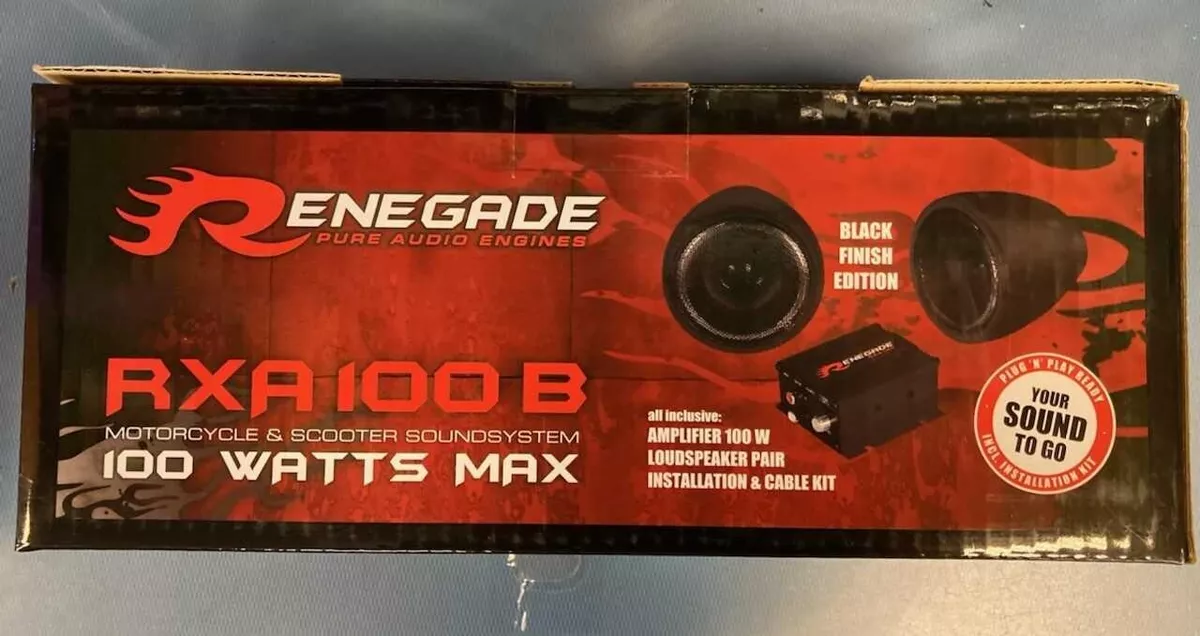 RENEGADE
PURE AUDIO ENGINES
RXA100 B
MOTORCYCLE & SCOOTER SOUNDSYSTEM
100 WATTS MAX
BLACK
FINISH
EDITION
RENEGADE
all inclusive:
AMPLIFIER 100 W
LOUDSPEAKER PAIR
INSTALLATION & CABLE KIT
PLUG 'N' PLAY READY
YOUR
SOUND
TO GO
INCL. INSTALLATION KIT